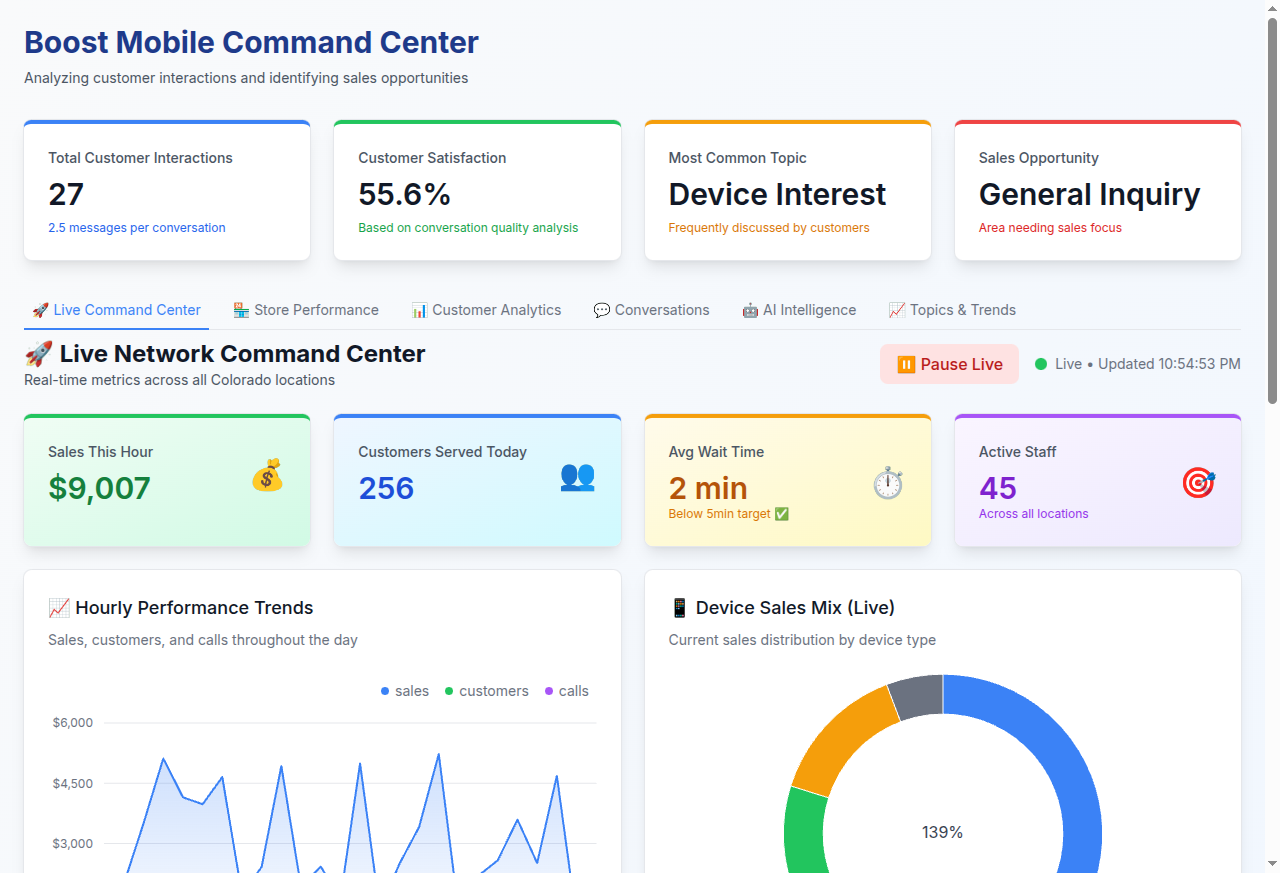 Boost Mobile Command Center
Analyzing customer interactions and identifying sales opportunities
Total Customer Interactions
27
2.5 messages per conversation
Customer Satisfaction
55.6%
Based on conversation quality analysis
Most Common Topic
Device Interest
Frequently discussed by customers
Sales Opportunity
General Inquiry
Area needing sales focus
🚀 Live Command Center
🏪 Store Performance
📊 Customer Analytics
💬 Conversations
🤖 AI Intelligence
📈 Topics & Trends
🚀 Live Network Command Center
Real-time metrics across all Colorado locations
⏸️ Pause Live
Live • Updated 10:54:53 PM
Sales This Hour
$9,007
Customers Served Today
256
Avg Wait Time
2 min
Below 5min target ✅
Active Staff
45
Across all locations
📈 Hourly Performance Trends
Sales, customers, and calls throughout the day
sales
customers
calls
$6,000
$4,500
$3,000
📱 Device Sales Mix (Live)
Current sales distribution by device type
139%